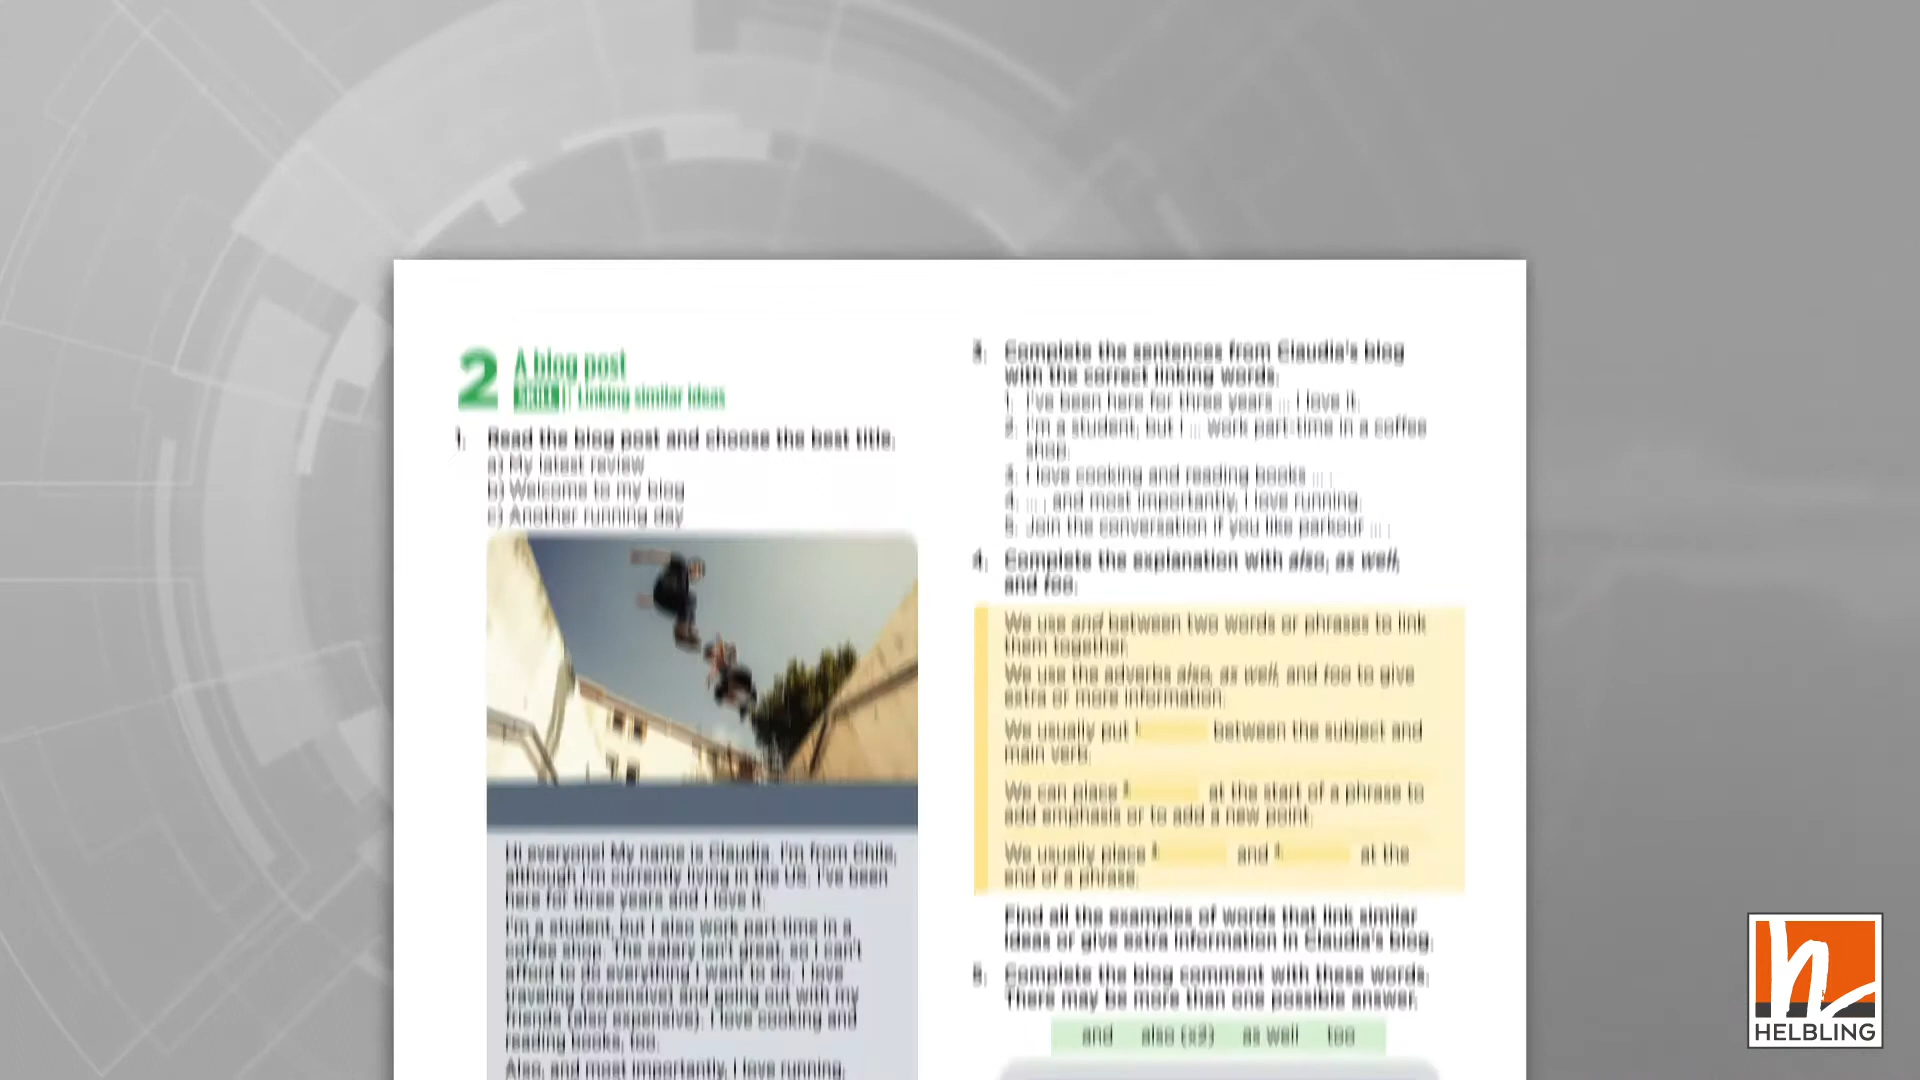 2 A blog post
Linking similar ideas
1. Read the blog post and choose the best title.
a) My latest review
b) Welcome to my blog
c) Another running day
Hi everyone! My name is Claudia. I'm from Chile,
although I'm currently living in the US. I've been
here for three years and I love it.
I'm a student, but I also work part-time in a
coffee shop. The salary isn't great, so I can't
afford to do everything I want to do. I love
traveling (expensive) and going out with my
friends (also expensive). I love cooking and
reading books, too.
Also, and most importantly, I love running.
3. Complete the sentences from Claudia's blog
with the correct linking words.
1. I've been here for three years ... I love it.
2. I'm a student, but I ... work part-time in a coffee
shop.
3. I love cooking and reading books ... .
4. ... , and most importantly, I love running.
5. Join the conversation if you like parkour ... .
4. Complete the explanation with also, as well,
and too.
We use and between two words or phrases to link
them together.
We use the adverbs also, as well, and too to give
extra or more information.
We usually put 1 between the subject and
main verb.
We can place 2 at the start of a phrase to
add emphasis or to add a new point.
We usually place 3 and 4 at the
end of a phrase.
Find all the examples of words that link similar
ideas or give extra information in Claudia's blog.
5. Complete the blog comment with these words.
There may be more than one possible answer.
and also (x3) as well too
HELBLING